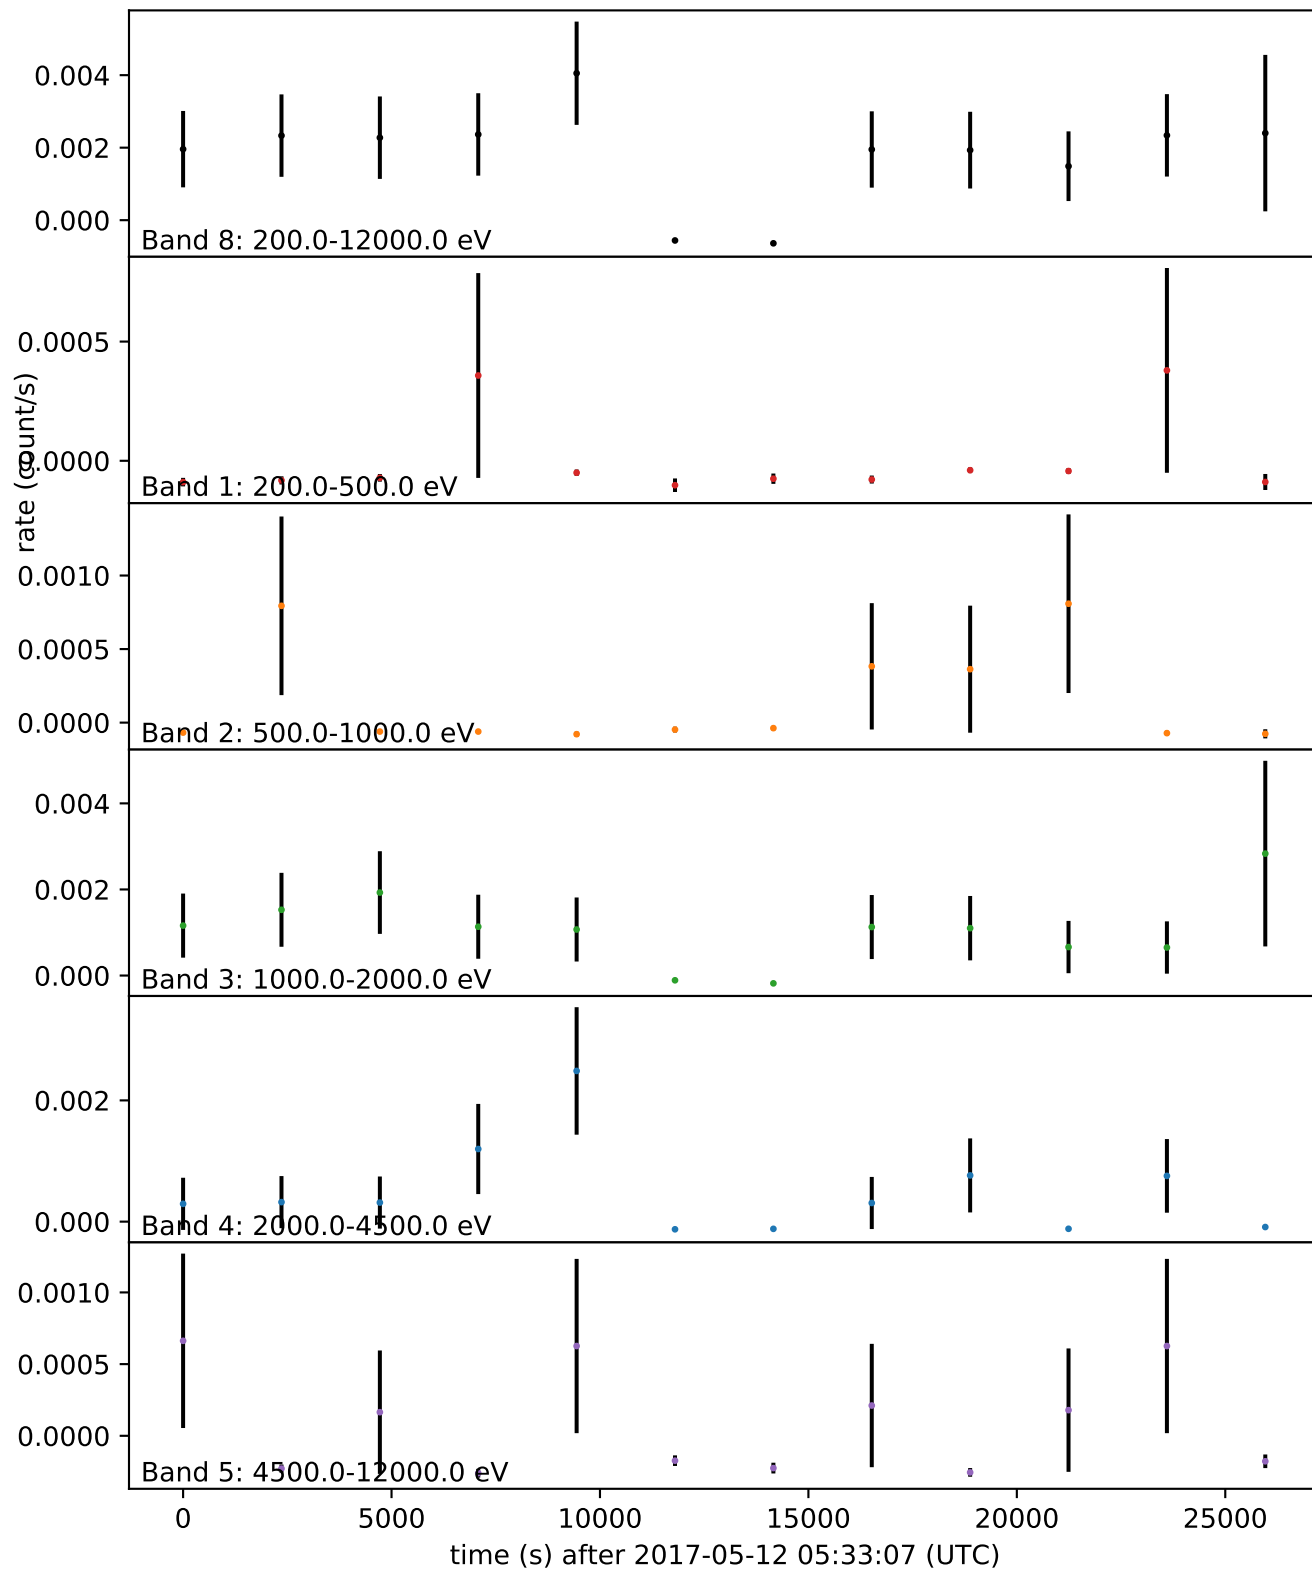 0.004
0.002
0.000
Band 8: 200.0-12000.0 eV
0.0005
0.0000
Band 1: 200.0-500.0 eV
rate (count/s)
0.0010
0.0005
0.0000
Band 2: 500.0-1000.0 eV
0.004
0.002
0.000
Band 3: 1000.0-2000.0 eV
0.002
0.000
Band 4: 2000.0-4500.0 eV
0.0010
0.0005
0.0000
Band 5: 4500.0-12000.0 eV
0 5000 10000 15000 20000 25000
time (s) after 2017-05-12 05:33:07 (UTC)